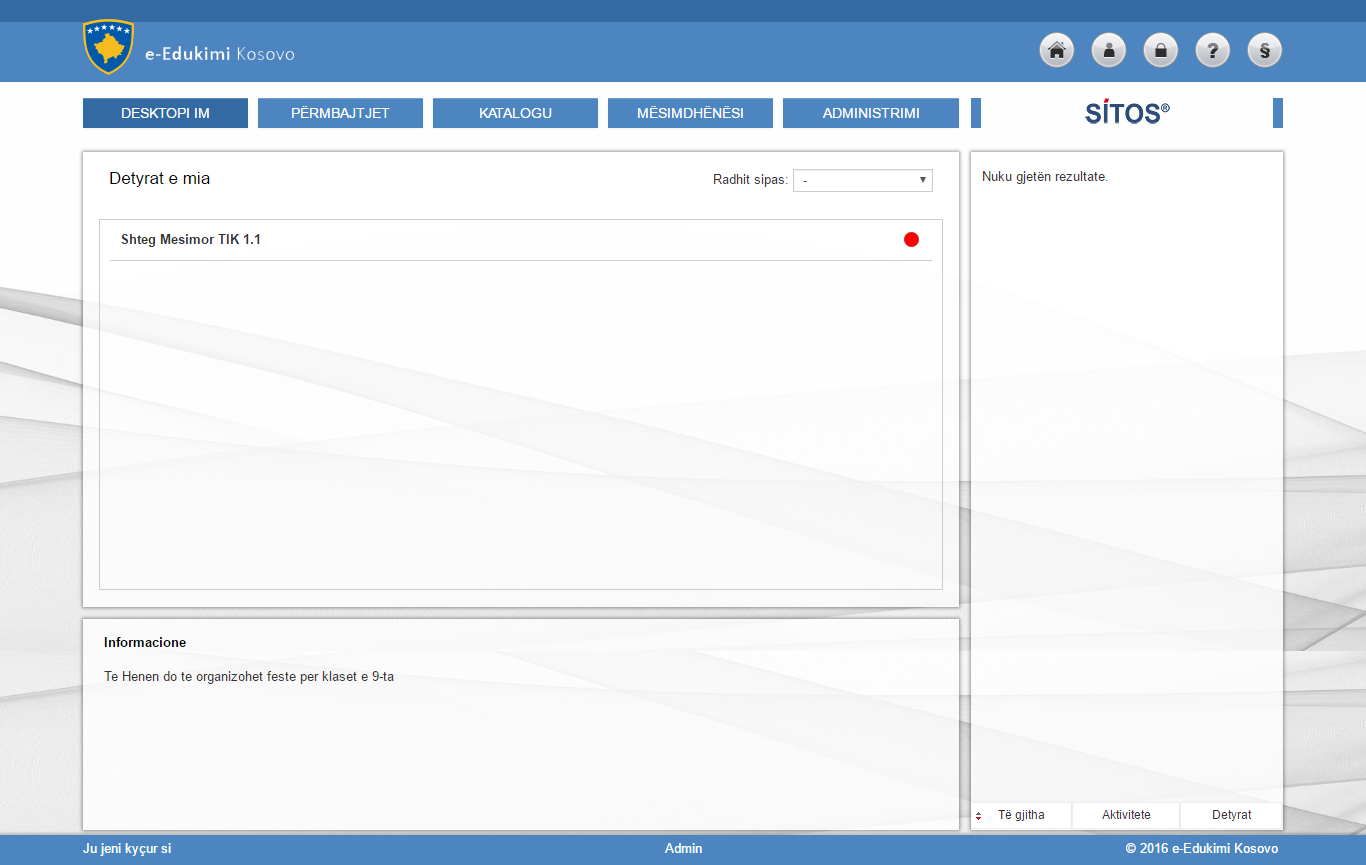 e-Edukimi Kosovo
DESKTOPI IM
PËRMBAJTJET
KATALOGU
MËSIMDHËNËSI
ADMINISTRIMI
SÍTOS®
Detyrat e mia
Radhit sipas: -
Nuku gjetën rezultate.
Shteg Mesimor TIK 1.1
Informacione
Te Henen do te organizohet feste per klaset e 9-ta
Të gjitha
Aktivitete
Detyrat
Ju jeni kyçur si
Admin
© 2016 e-Edukimi Kosovo